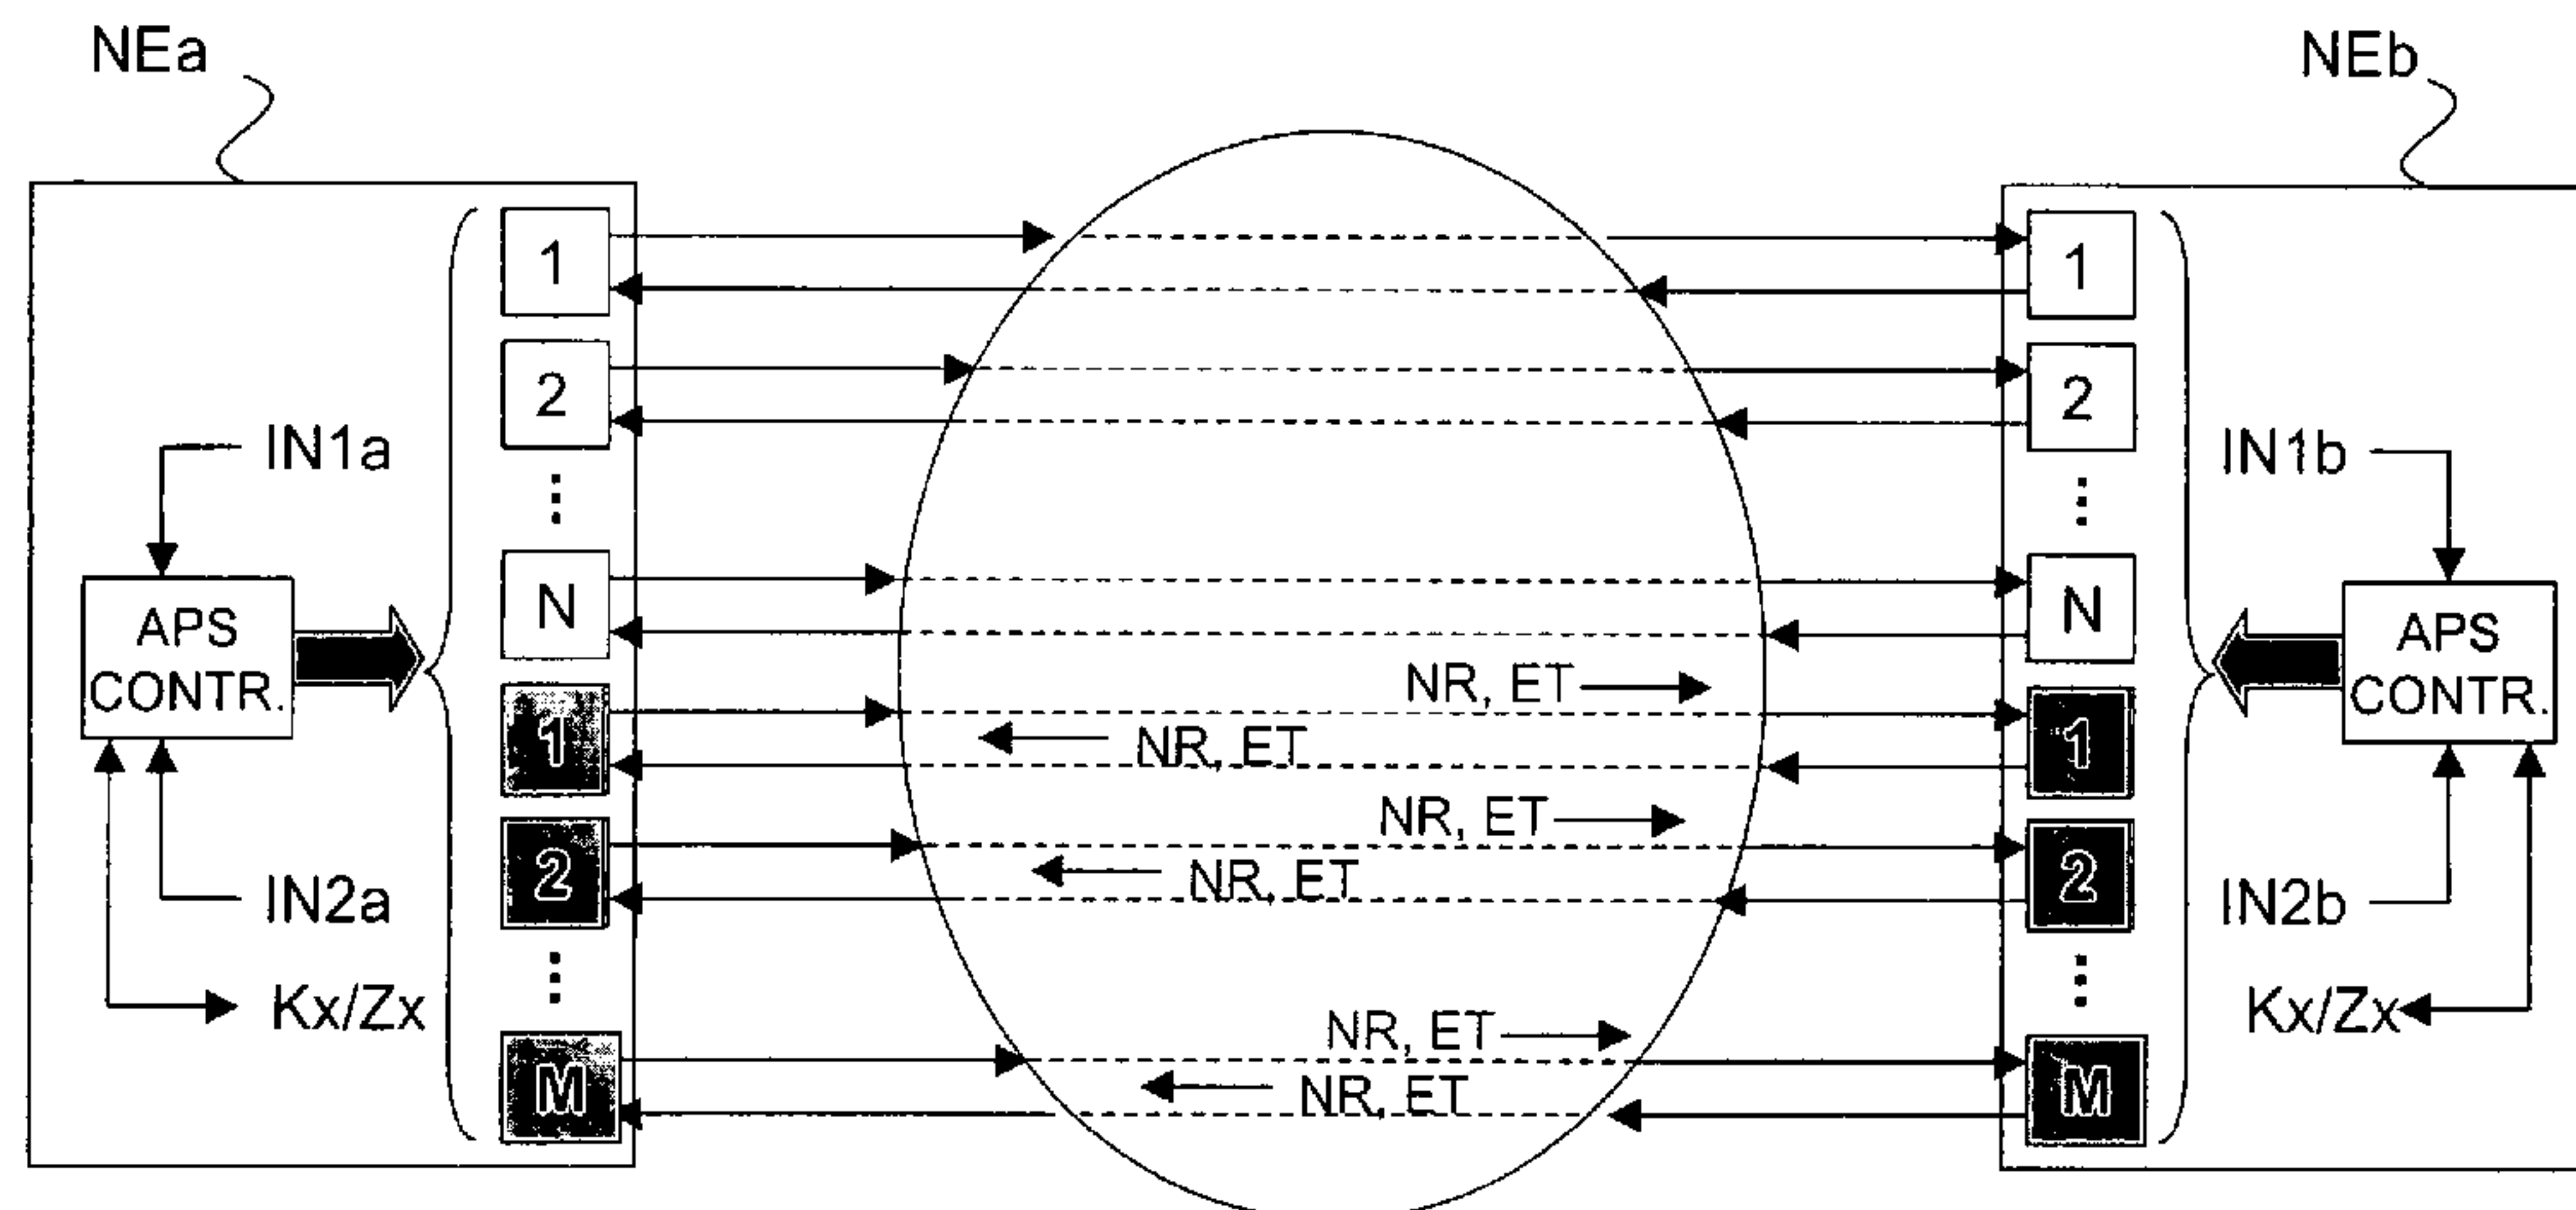 NEa
NEb
1
1
2
2
IN1a
IN1b
⋮
⋮
N
N
APS
CONTR.
APS
CONTR.
NR, ET
1
1
NR, ET
NR, ET
2
2
NR, ET
IN2a
IN2b
⋮
⋮
Kx/Zx
Kx/Zx
NR, ET
M
M
NR, ET